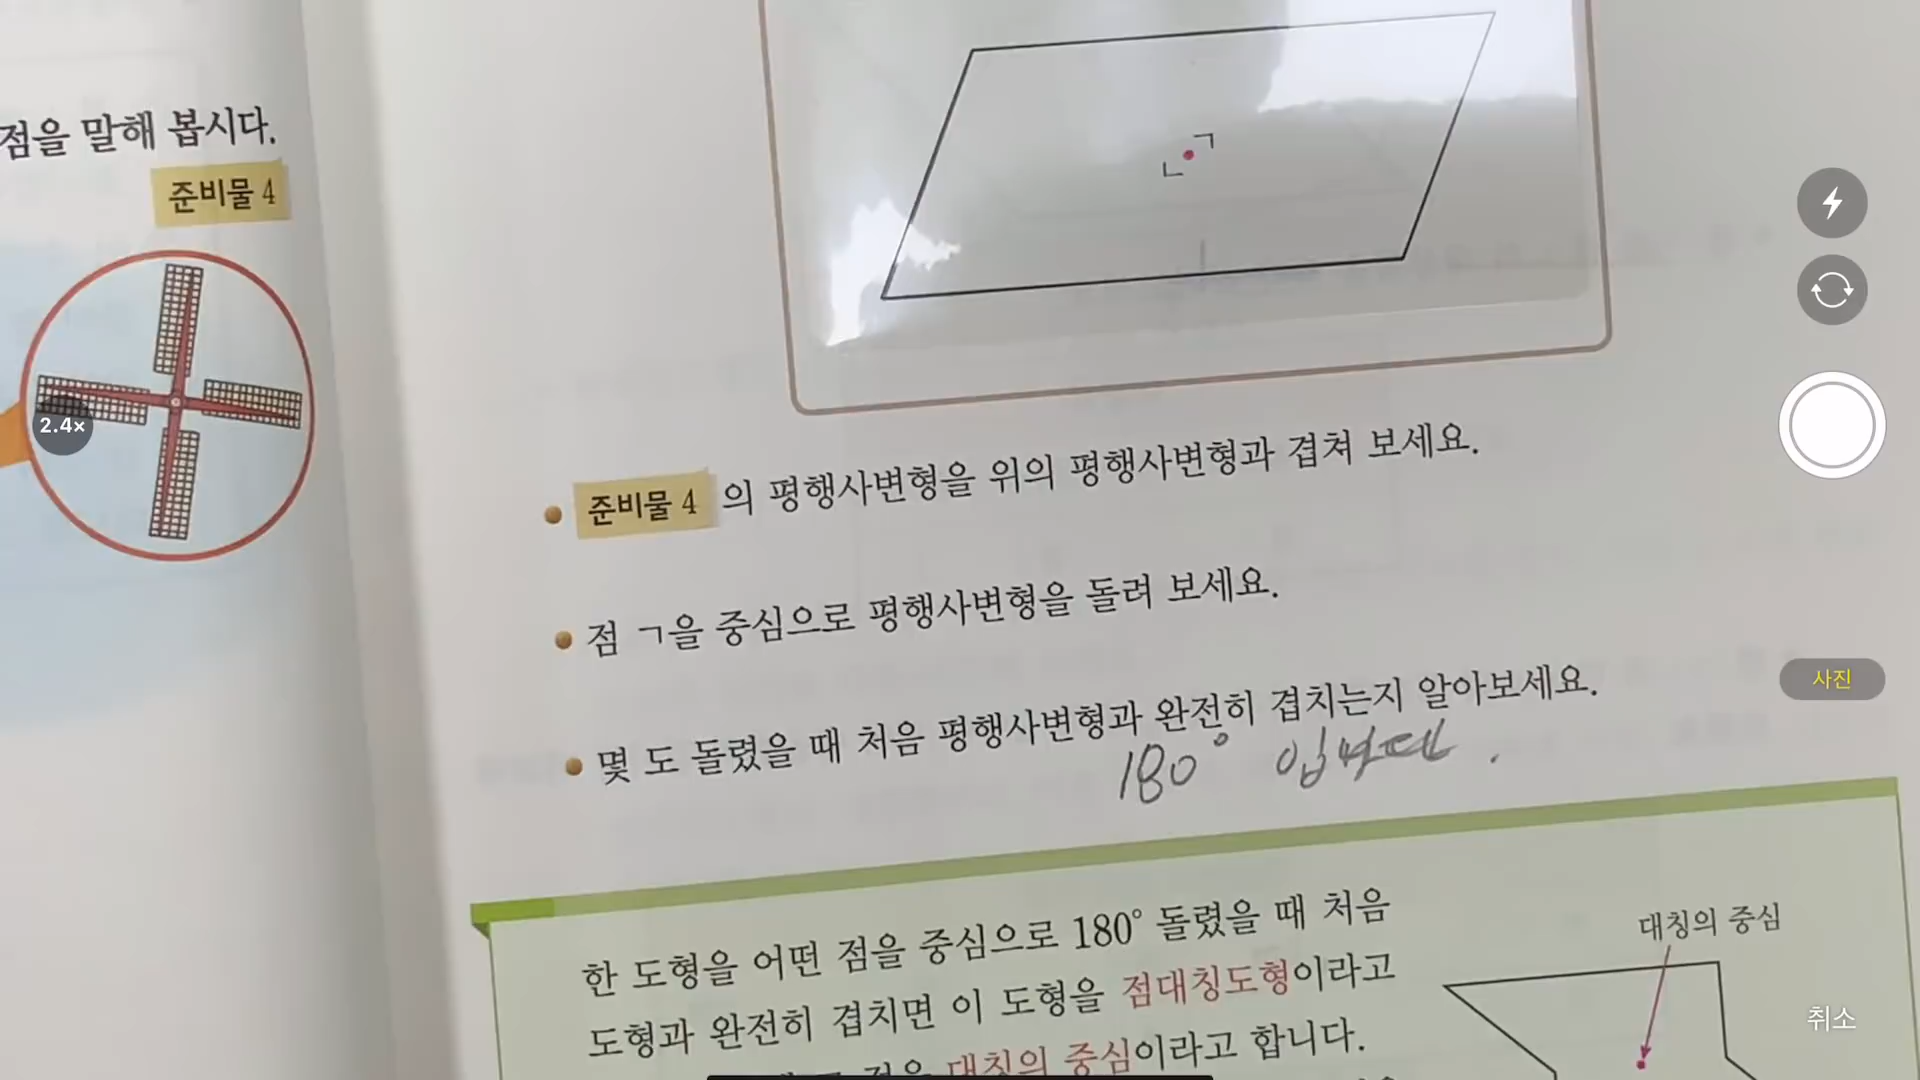 점을 말해 봅시다.
준비물 4
ㄱ
ㄴ
준비물 4 의 평행사변형을 위의 평행사변형과 겹쳐 보세요.
점 ㄱ을 중심으로 평행사변형을 돌려 보세요.
몇 도 돌렸을 때 처음 평행사변형과 완전히 겹치는지 알아보세요.
180°
한 도형을 어떤 점을 중심으로 180° 돌렸을 때 처음
도형과 완전히 겹치면 이 도형을 점대칭도형이라고
점을 대칭의 중심이라고 합니다.
대칭의 중심
2.4×
사진
취소